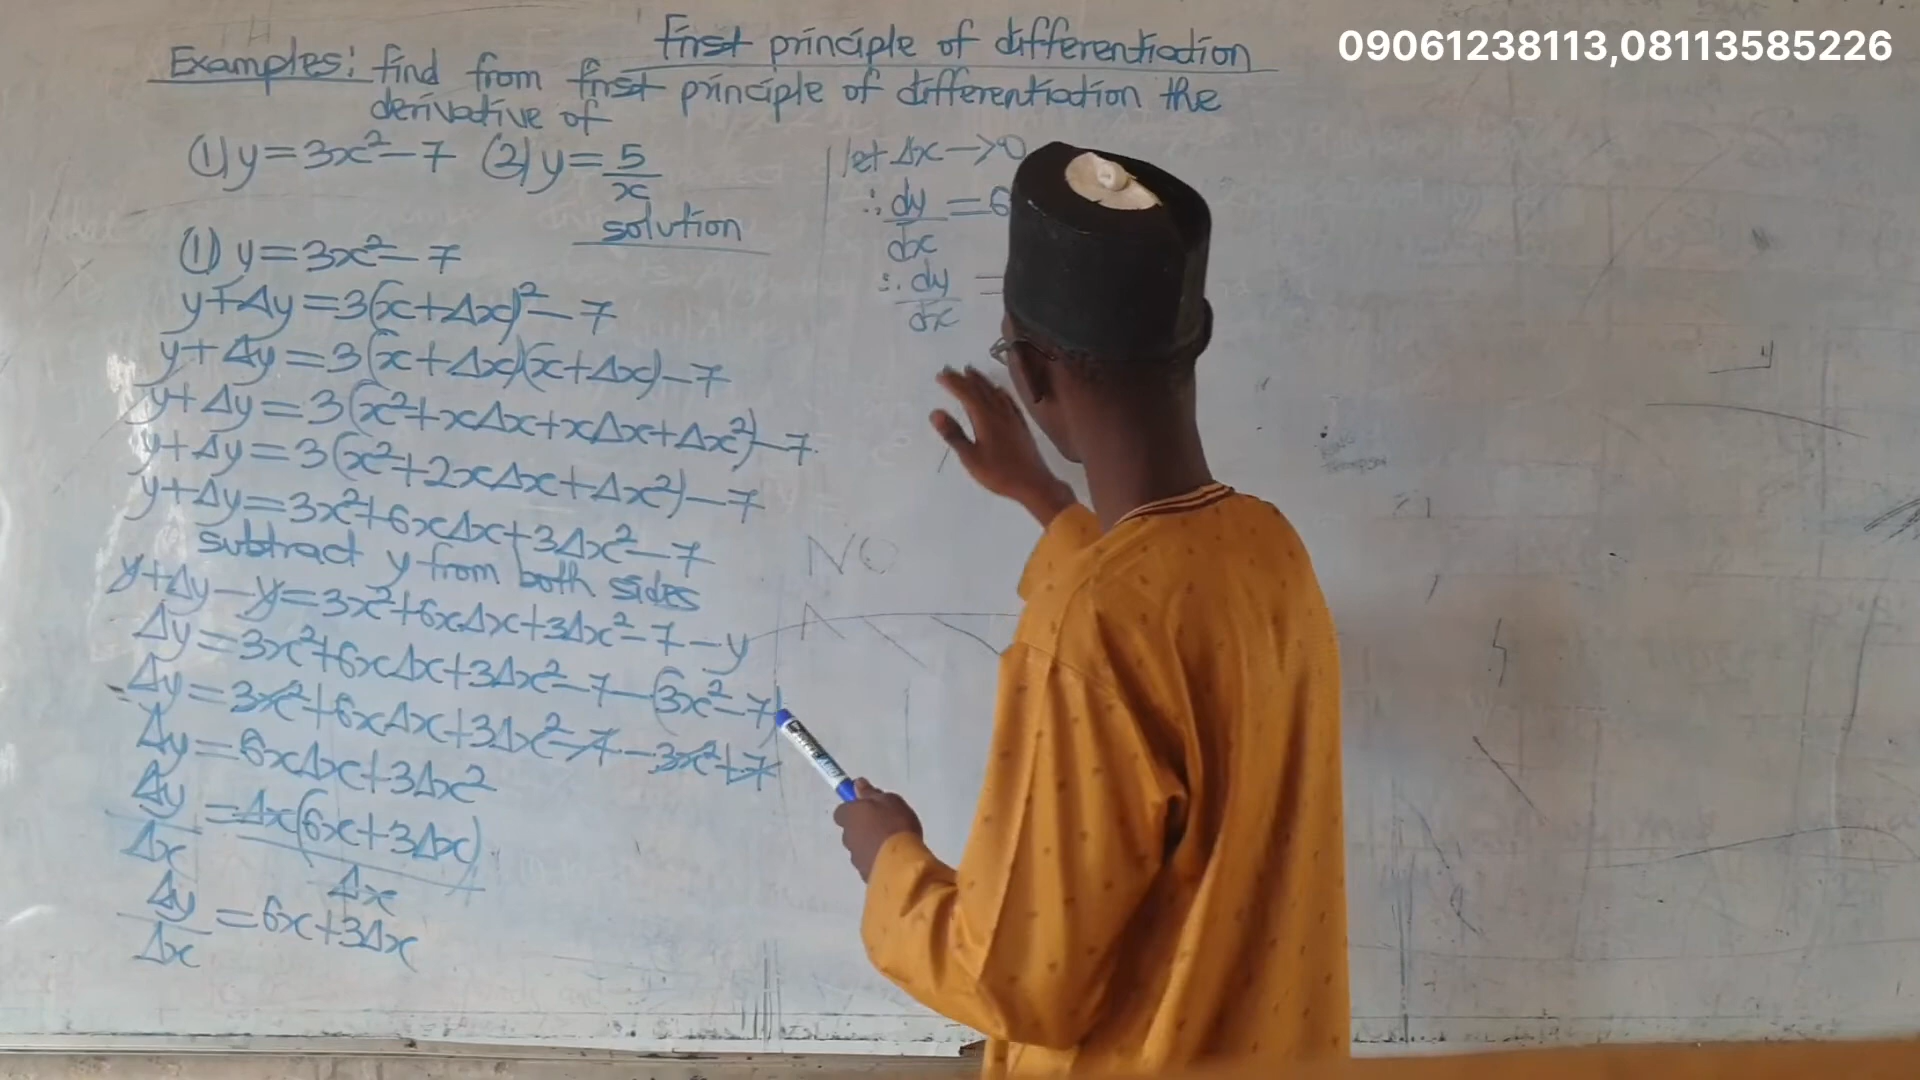 09061238113,08113585226
First principle of differentiation
Examples: find from first principle of differentiation the
derivative of
(1) y=3x²-7 (2) y=5/x
solution
(1) y=3x²-7
y+Δy=3(x+Δx)²-7
y+Δy=3(x+Δx)(x+Δx)-7
y+Δy=3(x²+xΔx+xΔx+Δx²)-7
y+Δy=3(x²+2xΔx+Δx²)-7
y+Δy=3x²+6xΔx+3Δx²-7
subtract y from both sides
y+Δy-y=3x²+6xΔx+3Δx²-7-y
Δy=3x²+6xΔx+3Δx²-7-(3x²-7)
Δy=3x²+6xΔx+3Δx²-7-3x²+7
Δy=6xΔx+3Δx²
Δy/Δx=Δx(6x+3Δx)/Δx
Δy/Δx=6x+3Δx
let Δx→0
∴dy/dx=6
∴dy/dx=
NO